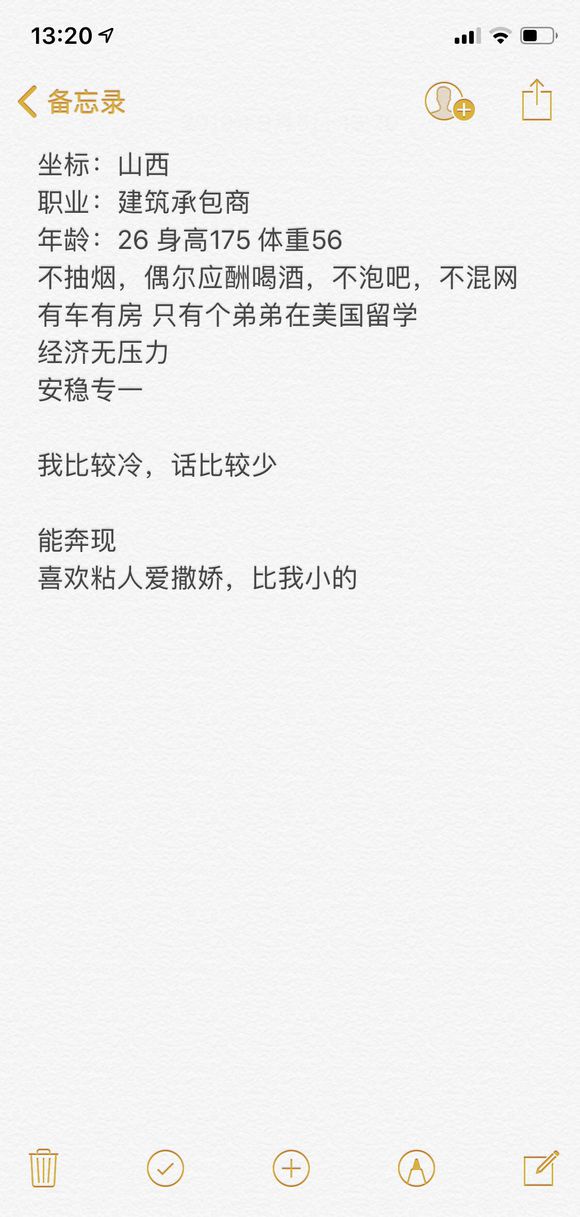 13:20
备忘录
坐标：山西
职业：建筑承包商
年龄：26 身高175 体重56
不抽烟，偶尔应酬喝酒，不泡吧，不混网
有车有房 只有个弟弟在美国留学
经济无压力
安稳专一
我比较冷，话比较少
能奔现
喜欢粘人爱撒娇，比我小的